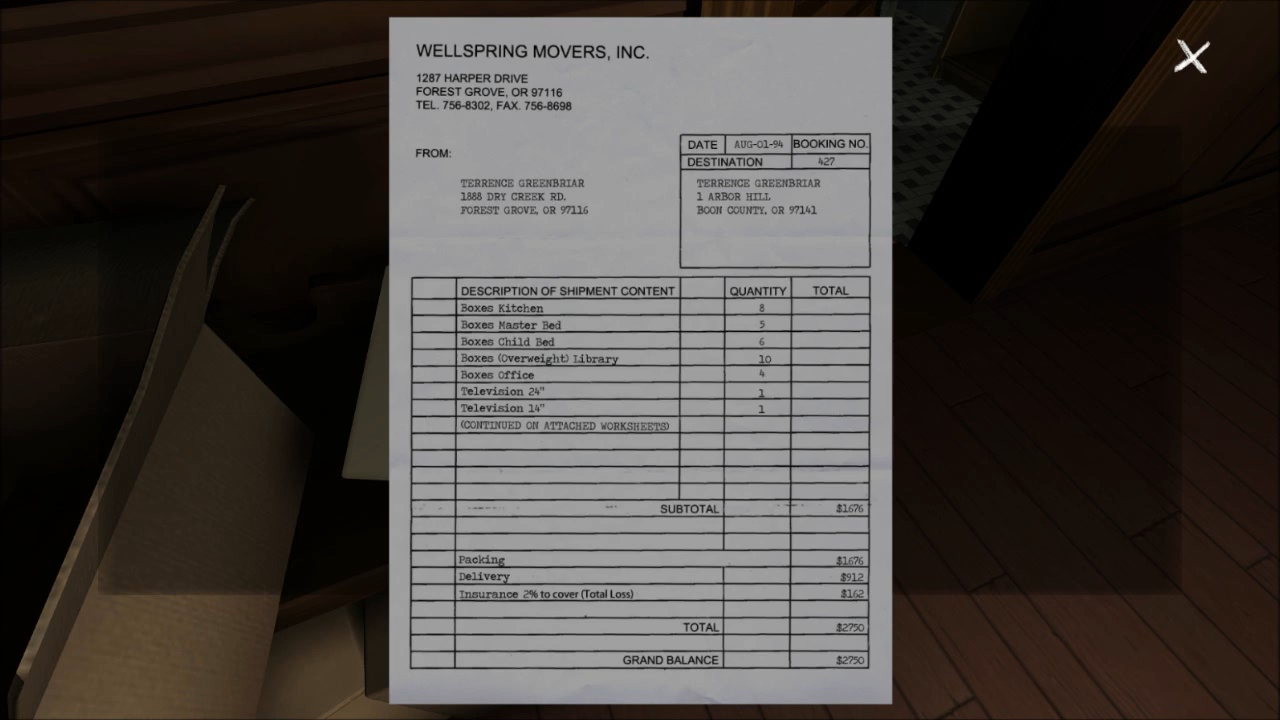 WELLSPRING MOVERS, INC.
1287 HARPER DRIVE
FOREST GROVE, OR 97116
TEL. 756-8302, FAX. 756-8698
DATE AUG-01-94 BOOKING NO.
DESTINATION 427
FROM:
TERRENCE GREENBRIAR
1888 DRY CREEK RD.
FOREST GROVE, OR 97116
TERRENCE GREENBRIAR
1 ARBOR HILL
BOON COUNTY, OR 97141
DESCRIPTION OF SHIPMENT CONTENT QUANTITY TOTAL
Boxes Kitchen 8
Boxes Master Bed 5
Boxes Child Bed 6
Boxes (Overweight) Library 10
Boxes Office 4
Television 24" 1
Television 14" 1
(CONTINUED ON ATTACHED WORKSHEETS)
SUBTOTAL $1676
Packing $1676
Delivery $912
Insurance 2% to cover (Total Loss) $162
TOTAL $2750
GRAND BALANCE $2750